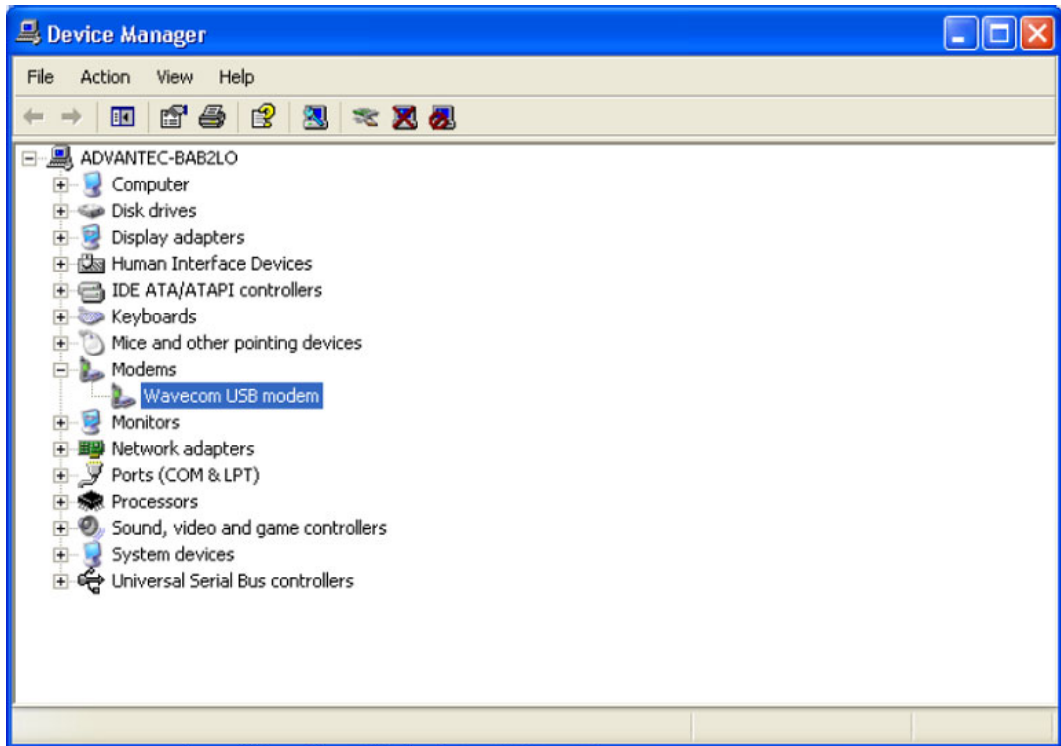 Device Manager
File Action View Help
ADVANTEC-BAB2LO
Computer
Disk drives
Display adapters
Human Interface Devices
IDE ATA/ATAPI controllers
Keyboards
Mice and other pointing devices
Modems
Wavecom USB modem
Monitors
Network adapters
Ports (COM & LPT)
Processors
Sound, video and game controllers
System devices
Universal Serial Bus controllers